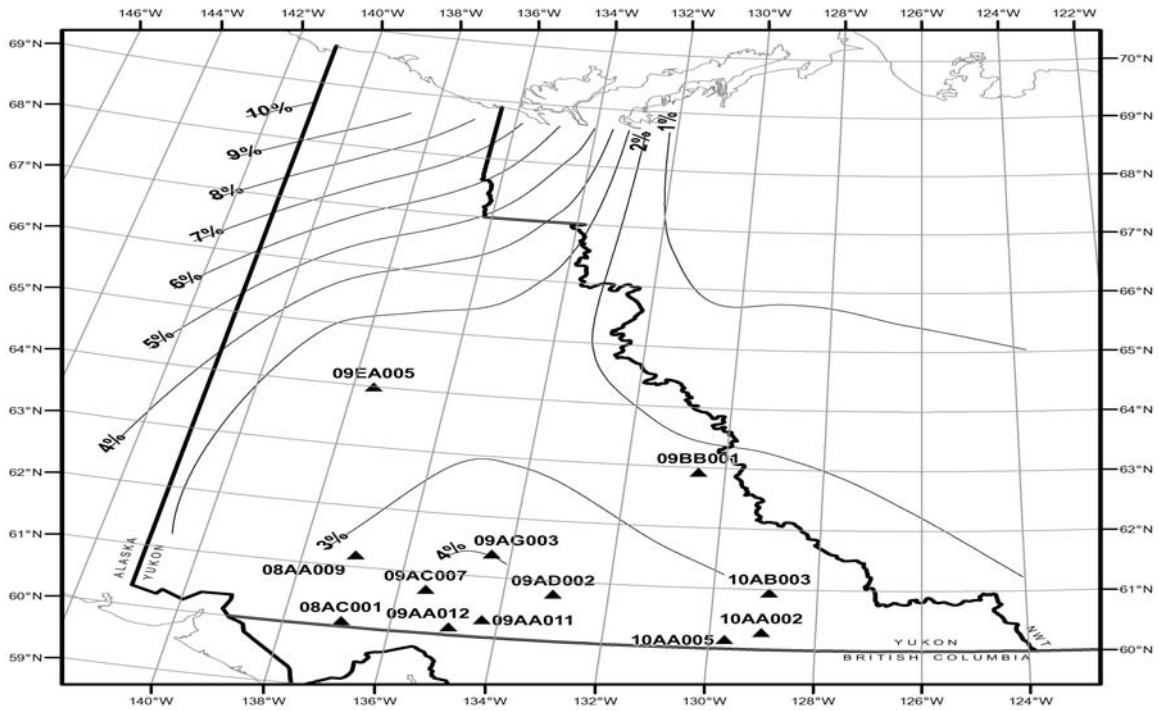 146°W 144°W 142°W 140°W 138°W 136°W 134°W 132°W 130°W 128°W 126°W 124°W 122°W
69°N
70°N
68°N
10%
69°N
1%
2%
9%
67°N
68°N
8%
66°N
7%
67°N
65°N
6%
66°N
5%
64°N
65°N
09EA005
63°N
64°N
4%
09BB001
62°N
63°N
61°N
62°N
3%
4%
09AG003
ALASKA
YUKON
08AA009
09AC007
09AD002
10AB003
60°N
61°N
08AC001
09AA012
09AA011
10AA002
10AA005
YUKON
NWT
59°N
BRITISH COLUMBIA
60°N
140°W 138°W 136°W 134°W 132°W 130°W 128°W 126°W 124°W